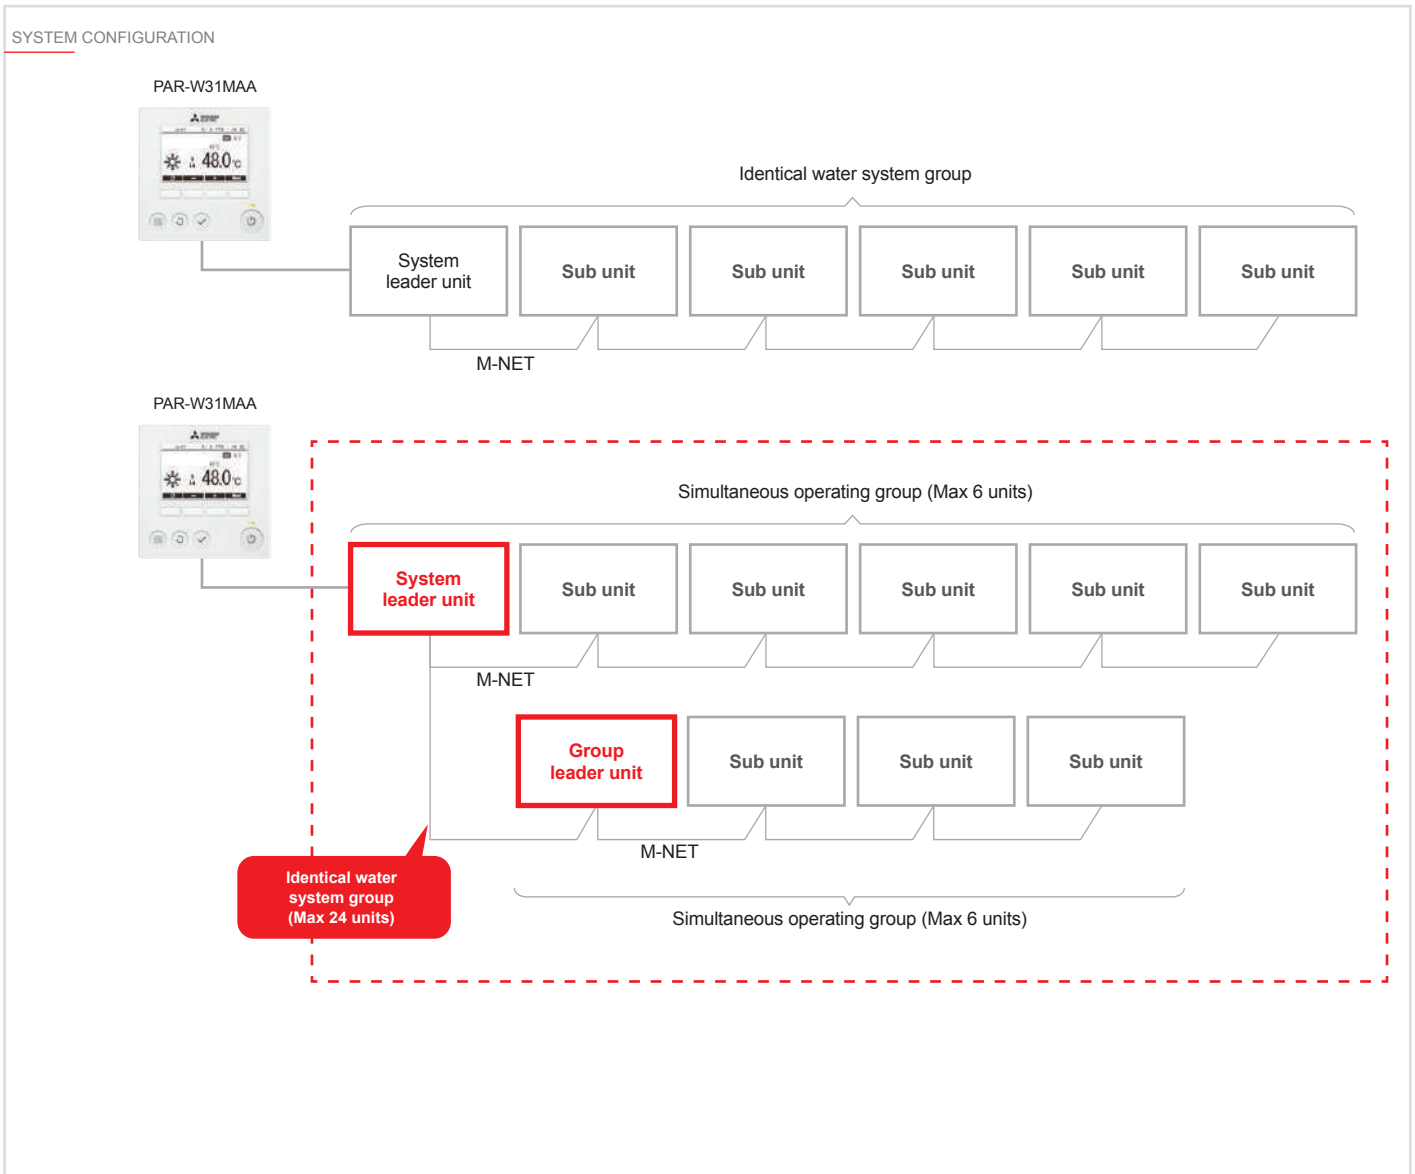 SYSTEM CONFIGURATION
PAR-W31MAA
48.0 °C
Identical water system group
System
leader unit
Sub unit
Sub unit
Sub unit
Sub unit
Sub unit
M-NET
PAR-W31MAA
48.0 °C
Simultaneous operating group (Max 6 units)
System
leader unit
Sub unit
Sub unit
Sub unit
Sub unit
Sub unit
M-NET
Group
leader unit
Sub unit
Sub unit
Sub unit
M-NET
Identical water
system group
(Max 24 units)
Simultaneous operating group (Max 6 units)